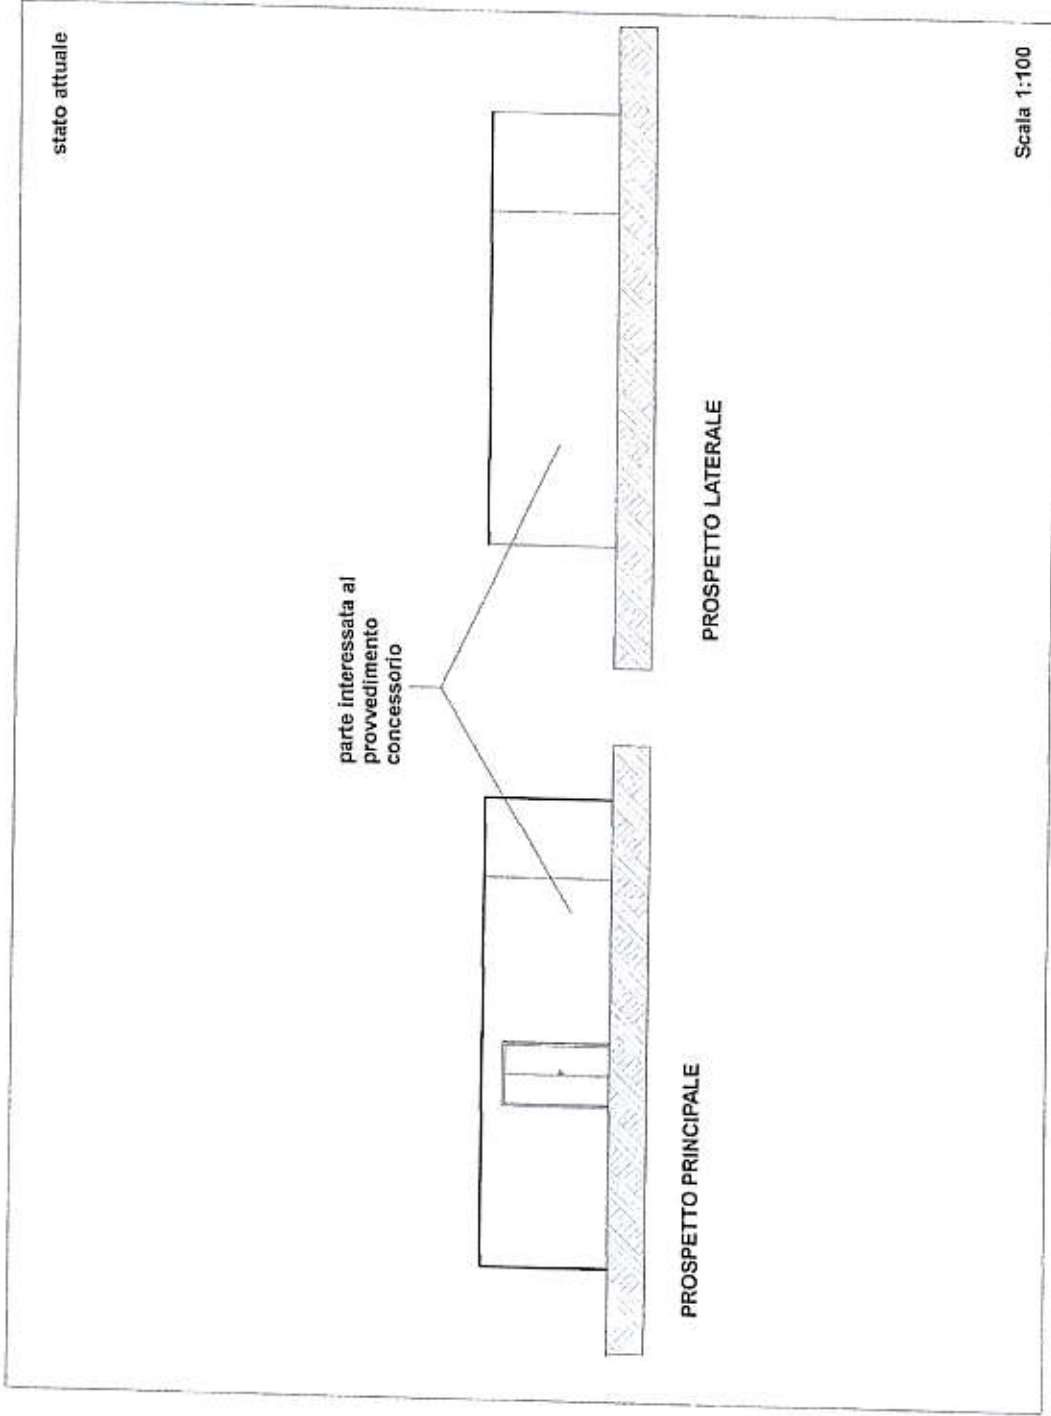 stato attuale
parte interessata al
provvedimento
concessorio
PROSPETTO PRINCIPALE
PROSPETTO LATERALE
Scala 1:100